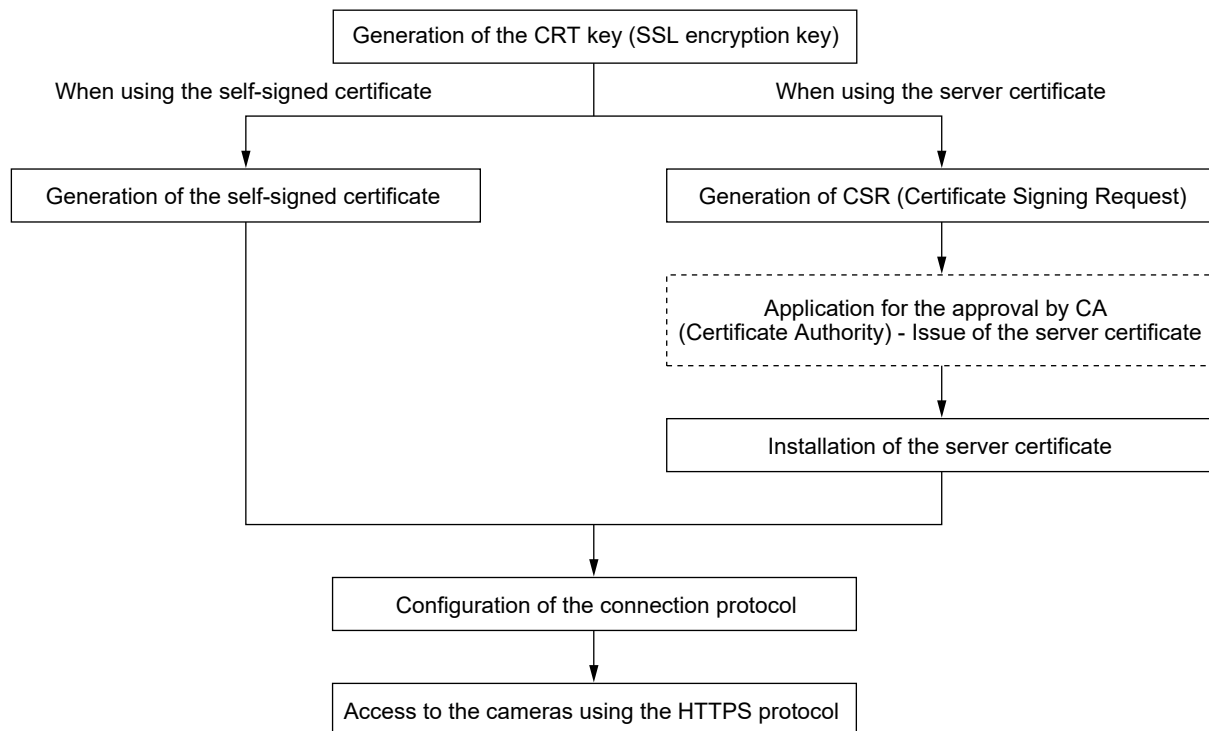 Generation of the CRT key (SSL encryption key)
When using the self-signed certificate
When using the server certificate
Generation of the self-signed certificate
Generation of CSR (Certificate Signing Request)
Application for the approval by CA
(Certificate Authority) - Issue of the server certificate
Installation of the server certificate
Configuration of the connection protocol
Access to the cameras using the HTTPS protocol